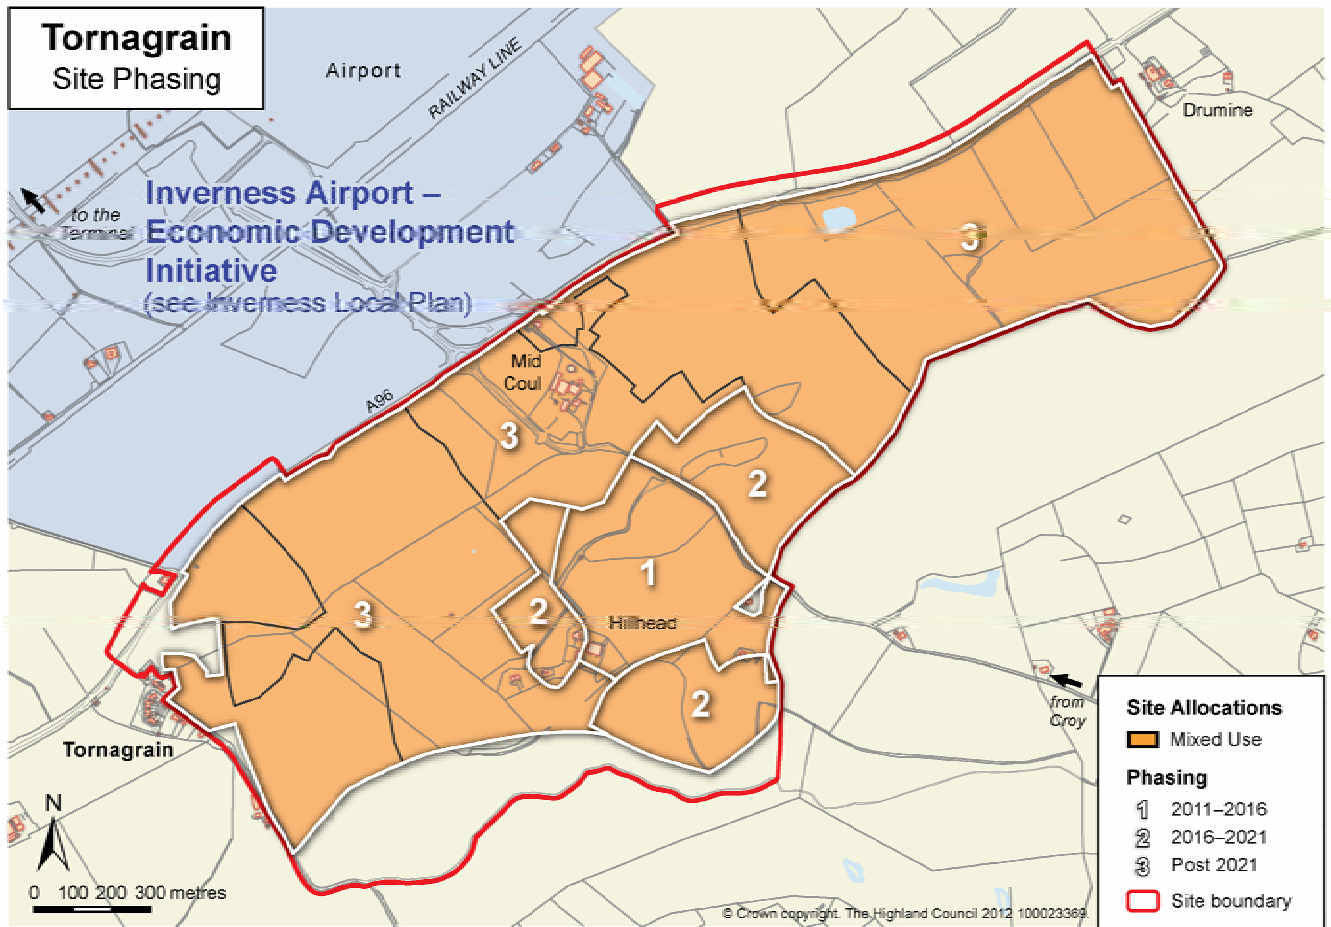 Tornagrain
Site Phasing
Airport
RAILWAY LINE
Drumine
to the
Terminal
Inverness Airport –
Economic Development
Initiative
(see Inverness Local Plan)
3
Mid
Coul
A96
3
2
1
3
2
Hillhead
2
from
Croy
Tornagrain
N
0 100 200 300 metres
Site Allocations
Mixed Use
Phasing
1 2011–2016
2 2016–2021
3 Post 2021
Site boundary
© Crown copyright. The Highland Council 2012 100023369.